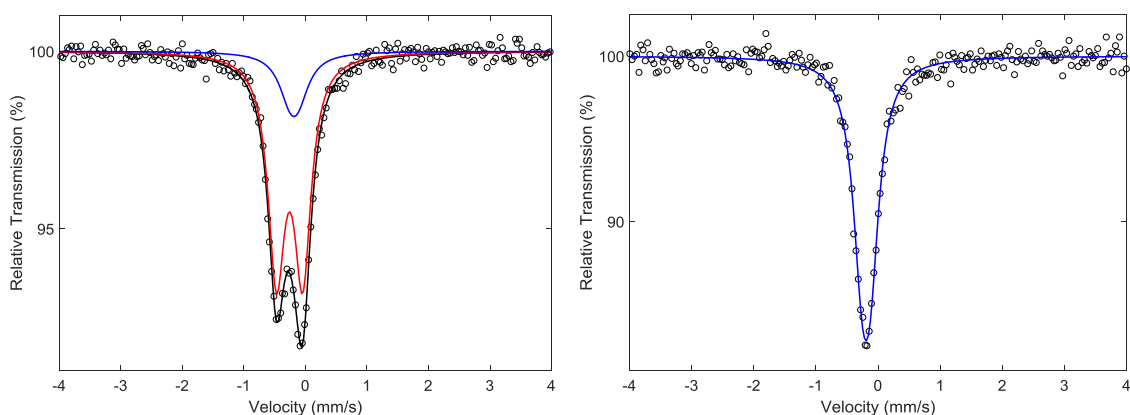 100
95
-4 -3 -2 -1 0 1 2 3 4
Velocity (mm/s)
Relative Transmission (%)
100
90
-4 -3 -2 -1 0 1 2 3 4
Velocity (mm/s)
Relative Transmission (%)